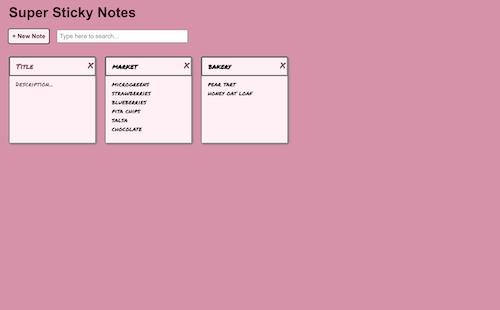 Super Sticky Notes
+ New Note
Type here to search...
Title
X
Description...
MARKET
X
MICROGREENS
STRAWBERRIES
BLUEBERRIES
PITA CHIPS
SALSA
CHOCOLATE
BAKERY
X
PEAR TART
HONEY OAT LOAF